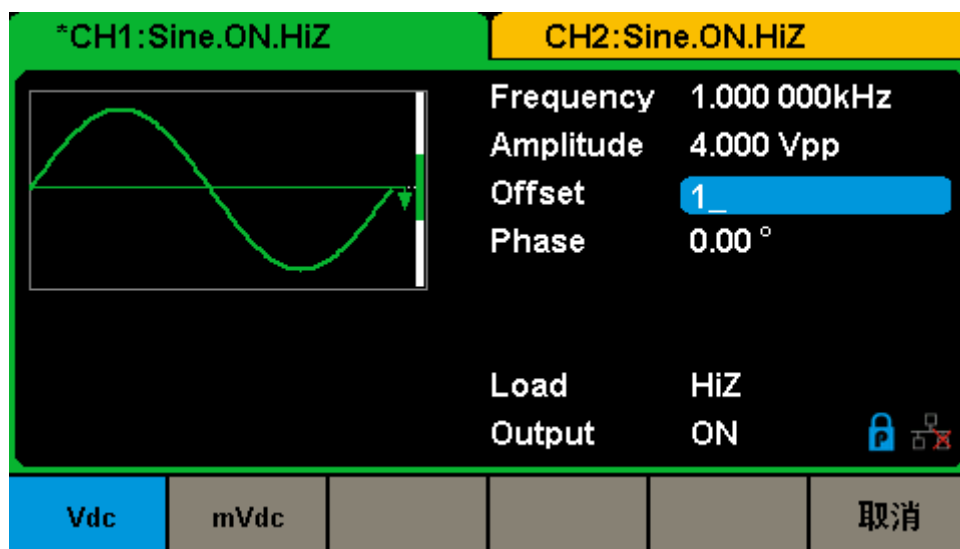 *CH1:Sine.ON.HiZ CH2:Sine.ON.HiZ
Frequency 1.000 000kHz
Amplitude 4.000 Vpp
Offset 1_
Phase 0.00 °
Load HiZ
Output ON
P
Vdc mVdc 取消